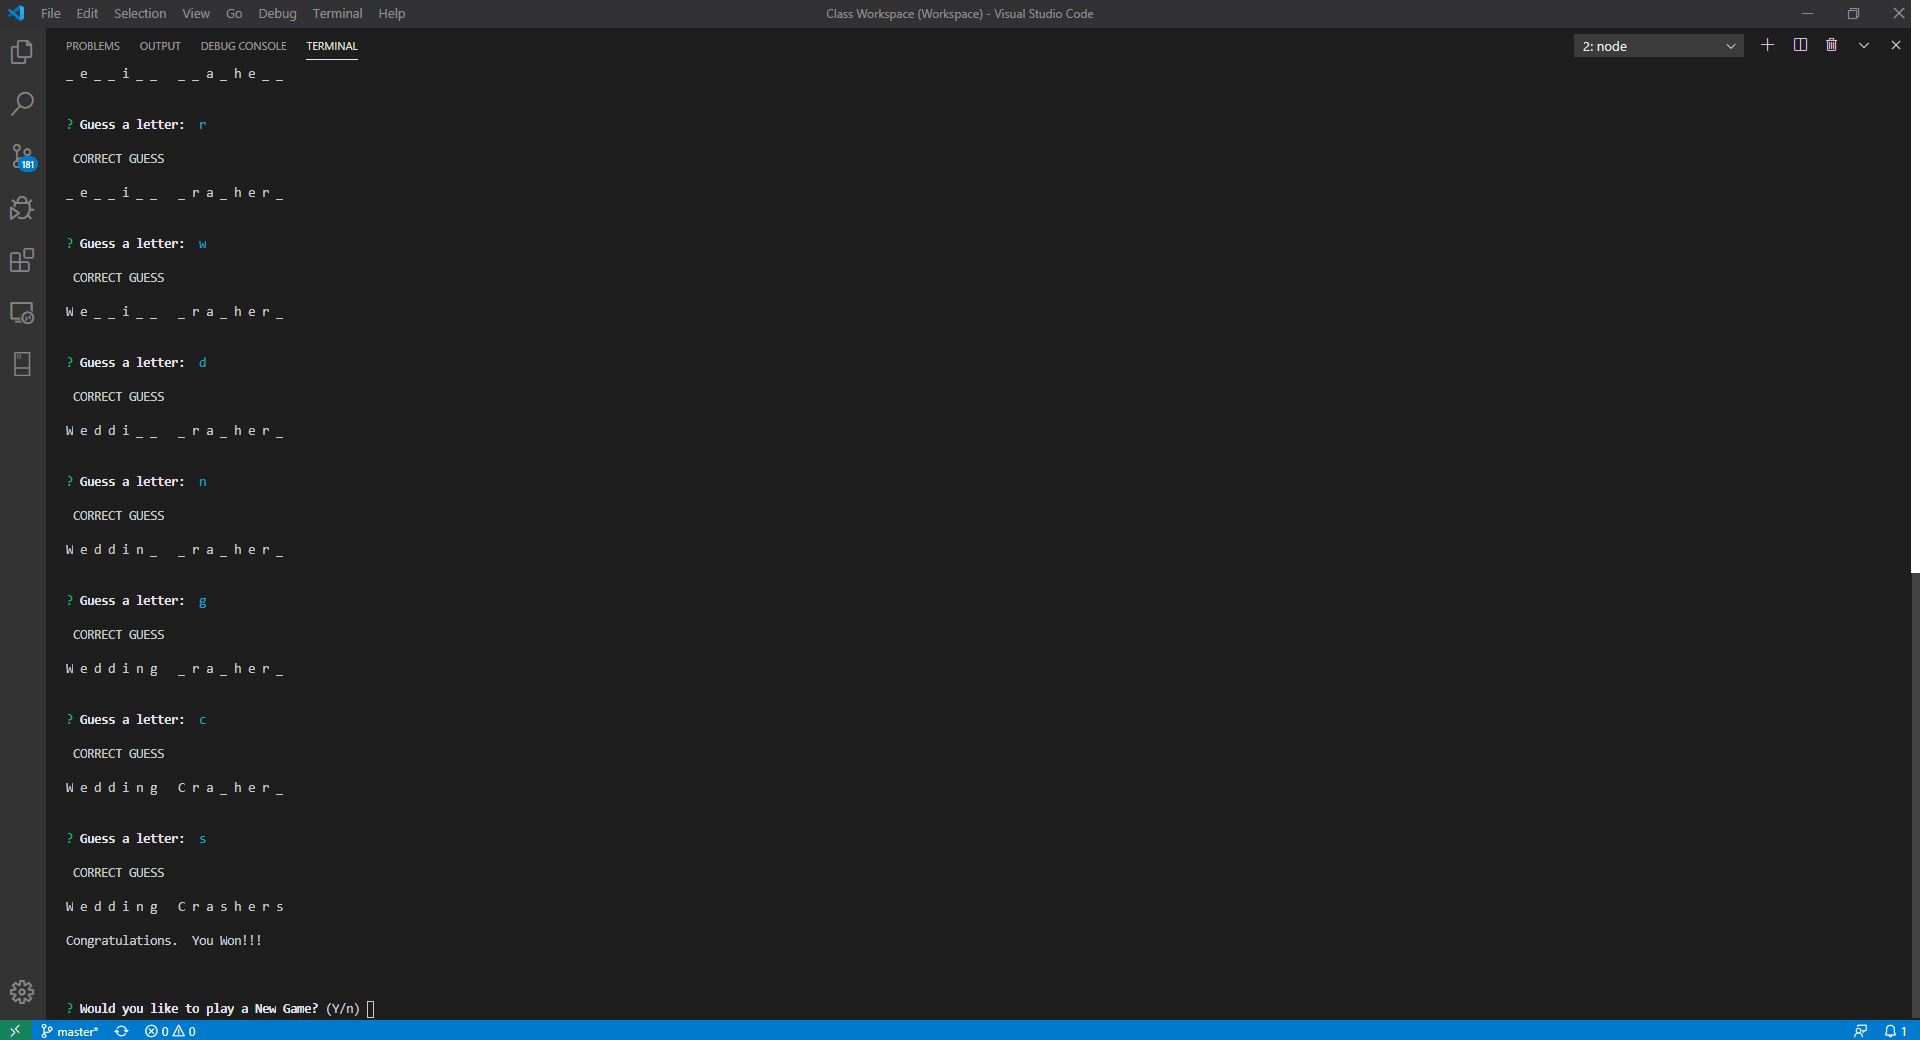 File Edit Selection View Go Debug Terminal Help Class Workspace (Workspace) - Visual Studio Code
PROBLEMS OUTPUT DEBUG CONSOLE TERMINAL 2: node
_ e _ _ i _ _   _ _ a _ h e _ _
? Guess a letter:  r
CORRECT GUESS
_ e _ _ i _ _   _ r a _ h e r _
? Guess a letter:  w
CORRECT GUESS
W e _ _ i _ _   _ r a _ h e r _
? Guess a letter:  d
CORRECT GUESS
W e d d i _ _   _ r a _ h e r _
? Guess a letter:  n
CORRECT GUESS
W e d d i n _   _ r a _ h e r _
? Guess a letter:  g
CORRECT GUESS
W e d d i n g   _ r a _ h e r _
? Guess a letter:  c
CORRECT GUESS
W e d d i n g   C r a _ h e r _
? Guess a letter:  s
CORRECT GUESS
W e d d i n g   C r a s h e r s
Congratulations.  You Won!!!
? Would you like to play a New Game? (Y/n)
181
master* 0 0 1